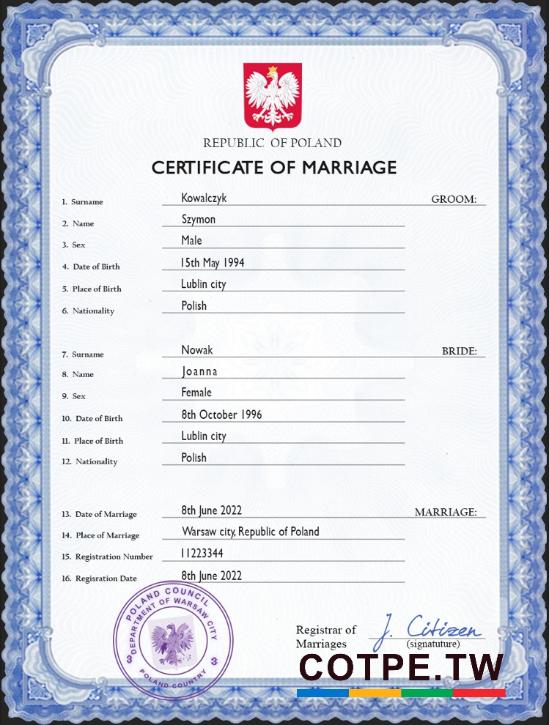 REPUBLIC OF POLAND
CERTIFICATE OF MARRIAGE
1. Surname Kowalczyk GROOM:
2. Name Szymon
3. Sex Male
4. Date of Birth 15th May 1994
5. Place of Birth Lublin city
6. Nationality Polish
7. Surname Nowak BRIDE:
8. Name Joanna
9. Sex Female
10. Date of Birth 8th October 1996
11. Place of Birth Lublin city
12. Nationality Polish
13. Date of Marriage 8th June 2022 MARRIAGE:
14. Place of Marriage Warsaw city, Republic of Poland
15. Registration Number 11223344
16. Regisration Date 8th June 2022
POLAND COUNCIL
DEPARTMENT OF WARSAW CITY
POLAND COUNTRY
Registrar of J. Citizen
Marriages (signatuture)
COTPE.TW